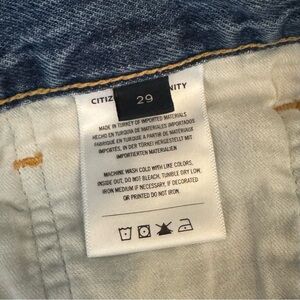 CITIZ NITY
29
MADE IN TURKEY OF IMPORTED MATERIALS
HECHO EN TURQUIA DE MATERIALES IMPORTADOS
FABRIQUÉ EN TURQUIE A PARTIR DE MATÉRIAUX
IMPORTÉS, IN DER TÜRKEI HERGESTELLT MIT
IMPORTIERTEN MATERIALIEN
MACHINE WASH COLD WITH LIKE COLORS,
INSIDE OUT. DO NOT BLEACH, TUMBLE DRY LOW.
IRON MEDIUM IF NECESSARY. IF DECORATED
OR PRINTED DO NOT IRON.